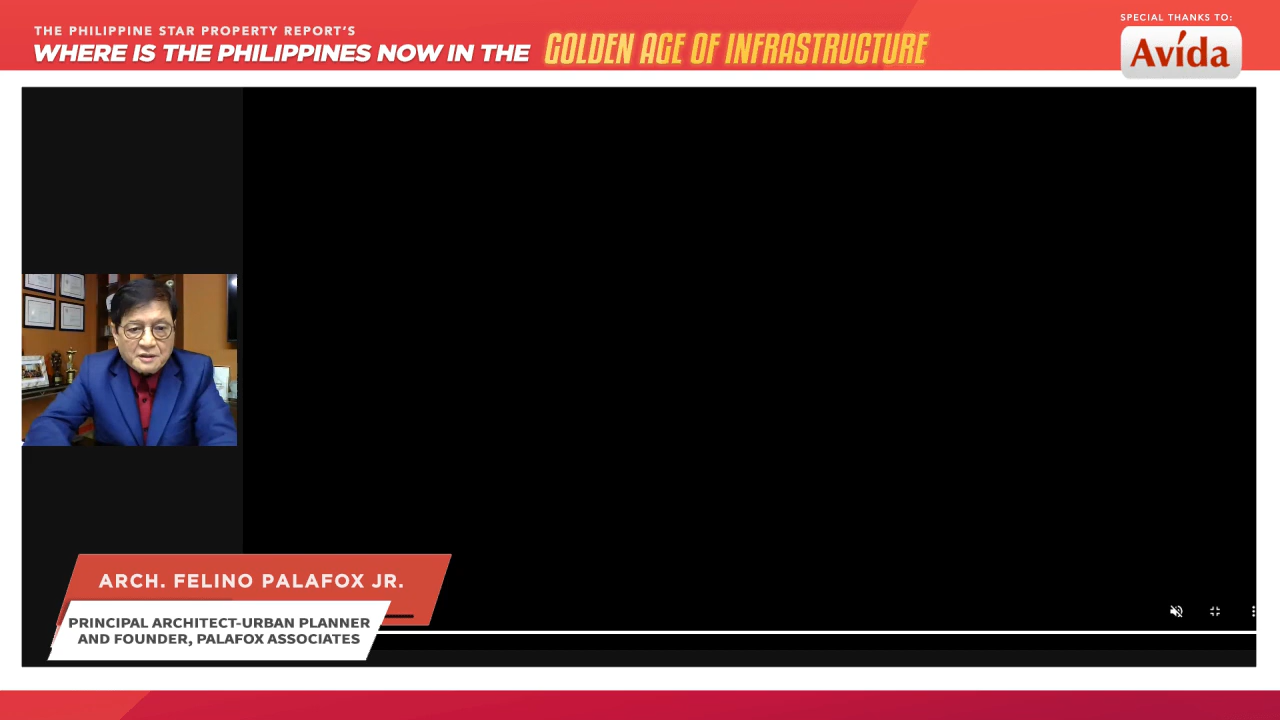 THE PHILIPPINE STAR PROPERTY REPORT'S
WHERE IS THE PHILIPPINES NOW IN THE GOLDEN AGE OF INFRASTRUCTURE
SPECIAL THANKS TO:
Avida
ARCH. FELINO PALAFOX JR.
PRINCIPAL ARCHITECT-URBAN PLANNER
AND FOUNDER, PALAFOX ASSOCIATES